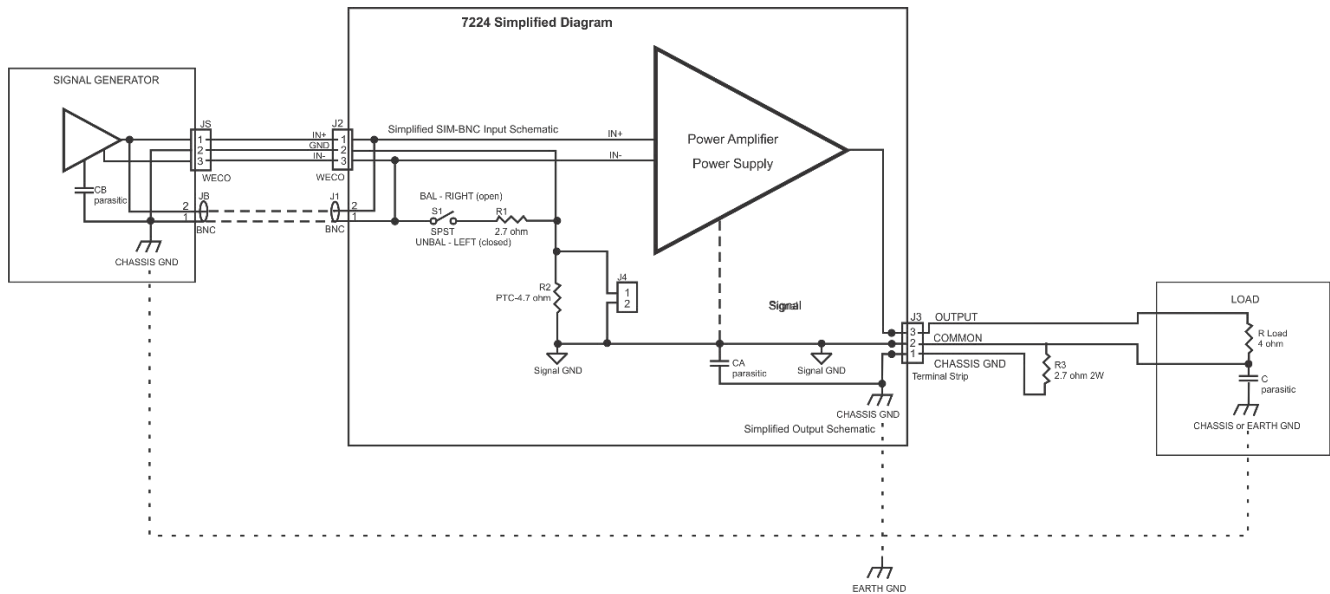 7224 Simplified Diagram
SIGNAL GENERATOR
JS
1
2
3
WECO
CB
parasitic
JB
2
1
BNC
CHASSIS GND
IN+
GND
IN-
J2
1
2
3
WECO
J1
2
1
BNC
Simplified SIM-BNC Input Schematic
IN+
IN-
Power Amplifier
Power Supply
BAL - RIGHT (open)
S1
SPST
UNBAL - LEFT (closed)
R1
2.7 ohm
R2
PTC-4.7 ohm
J4
1
2
Signal GND
Signal
CA
parasitic
Signal GND
CHASSIS GND
Simplified Output Schematic
J3
3
2
1
Terminal Strip
OUTPUT
COMMON
CHASSIS GND
R3
2.7 ohm 2W
LOAD
R Load
4 ohm
C
parasitic
CHASSIS or EARTH GND
EARTH GND